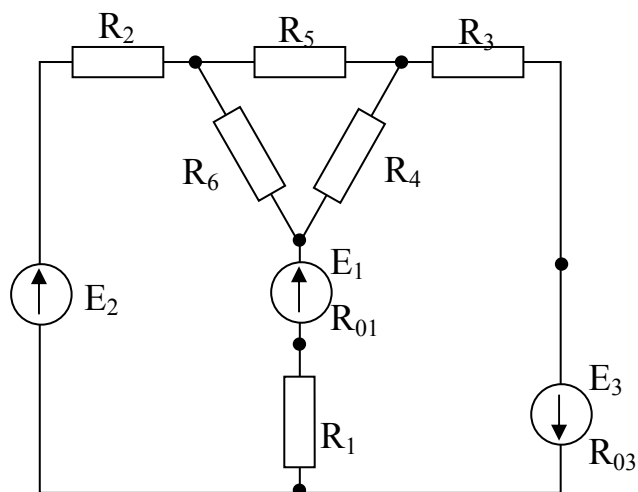 R₂
R₅
R₃
R₆
R₄
E₁
E₂
R₀₁
E₃
R₁
R₀₃